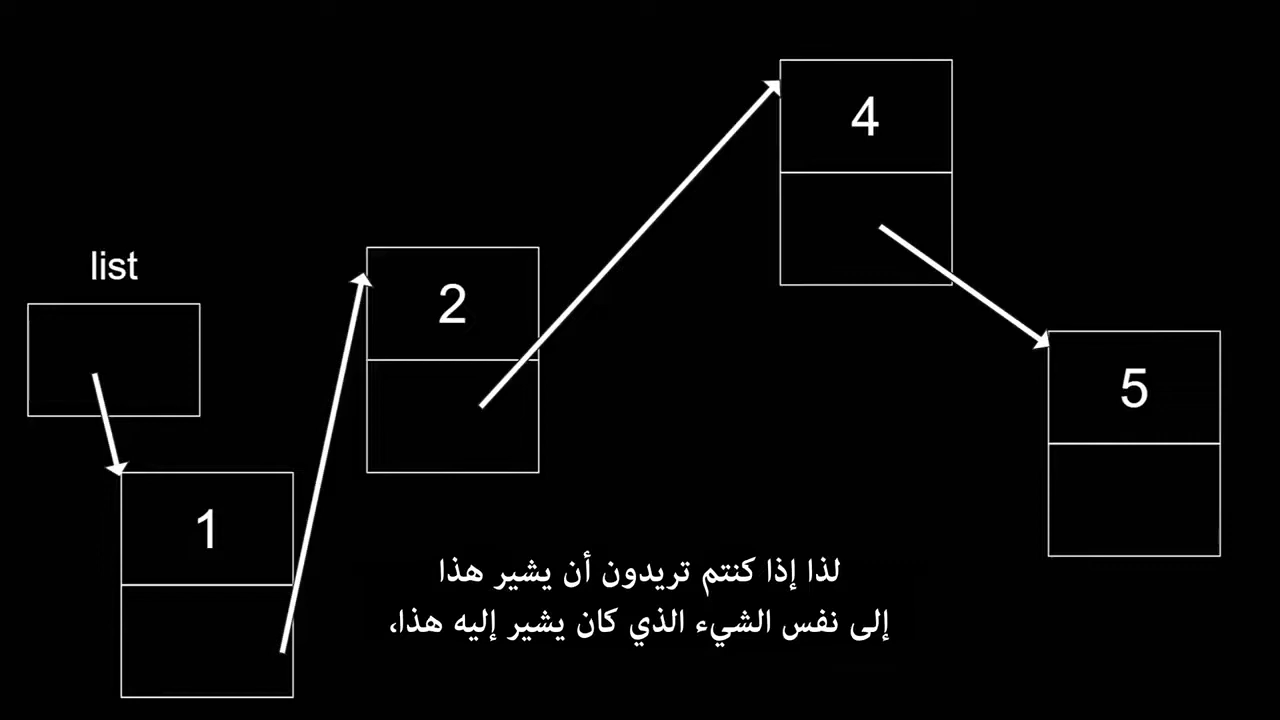 4
list
2
5
1
لذا إذا كنتم تريدون أن يشير هذا
إلى نفس الشيء الذي كان يشير إليه هذا،